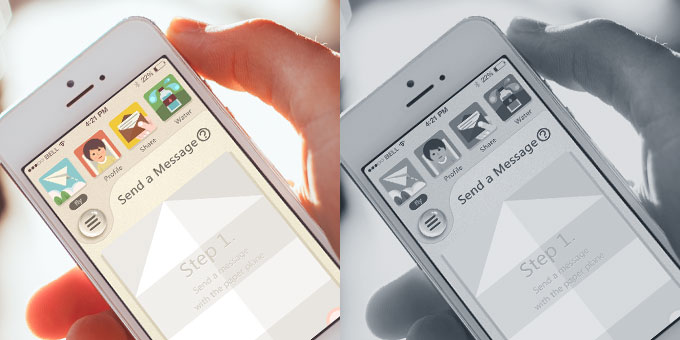 BELL 4:21 PM 22%
fly Profile Share Water
Send a Message ?
Step 1.
Send a message
with the paper plane
BELL 4:21 PM 22%
fly Profile Share Water
Send a Message ?
Step 1.
Send a message
with the paper plane